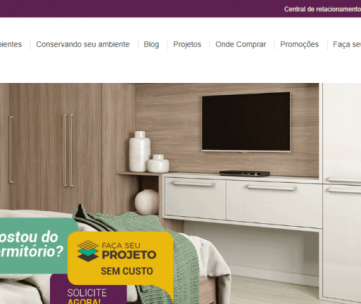 Central de relacionamento
bientes Conservando seu ambiente Blog Projetos Onde Comprar Promoções Faça se
ostou do
rmitório?
FAÇA SEU
PROJETO
SEM CUSTO
SOLICITE
AGORA!